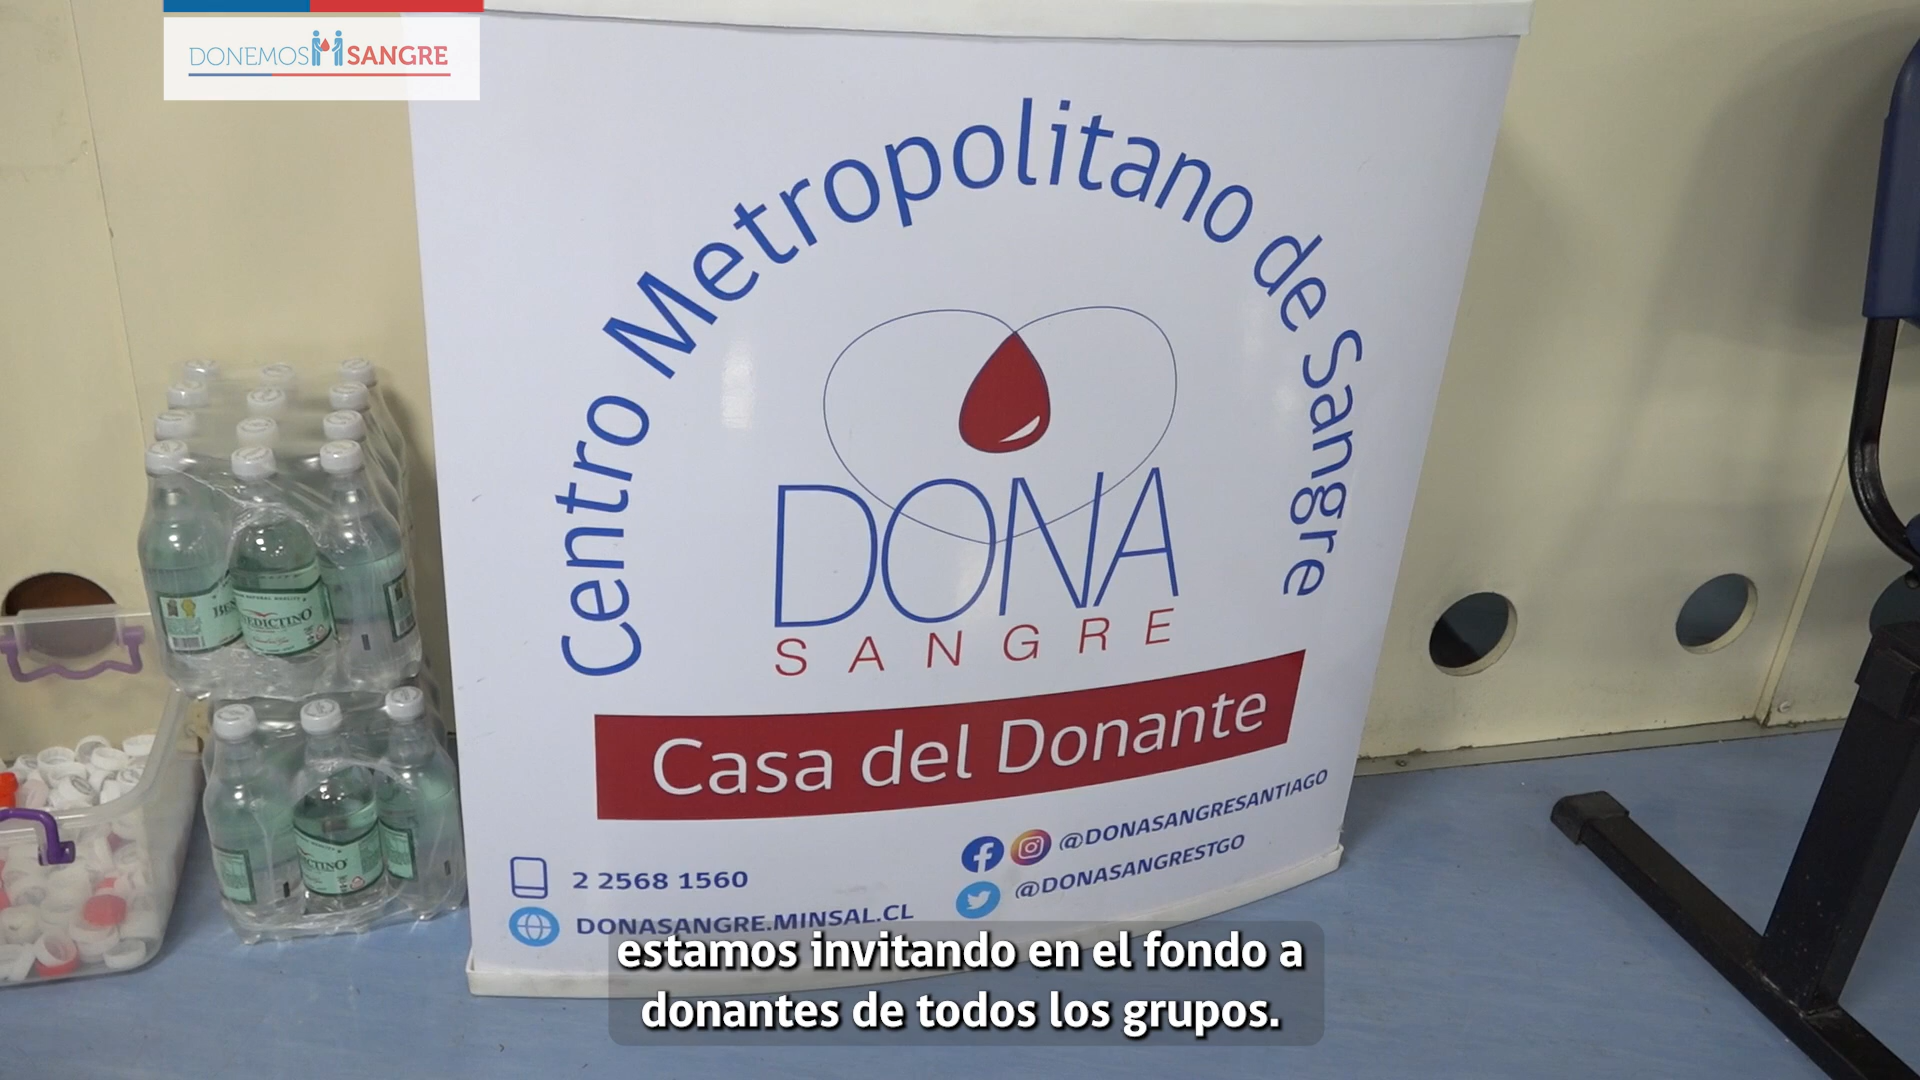 DONEMOS SANGRE
Centro Metropolitano de Sangre
DONA
SANGRE
Casa del Donante
2 2568 1560
DONASANGRE.MINSAL.CL
@DONASANGRESANTIAGO
@DONASANGRESTGO
BENEDICTINO
estamos invitando en el fondo a
donantes de todos los grupos.